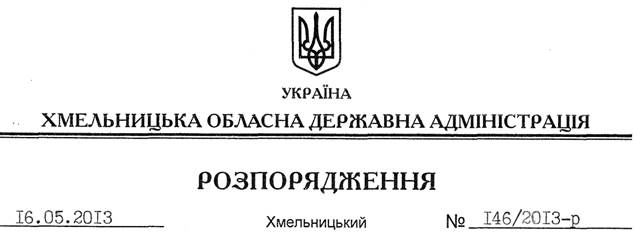 УКРАЇНА
ХМЕЛЬНИЦЬКА ОБЛАСНА ДЕРЖАВНА АДМІНІСТРАЦІЯ
РОЗПОРЯДЖЕННЯ
16.05.2013 Хмельницький № 146/2013-р